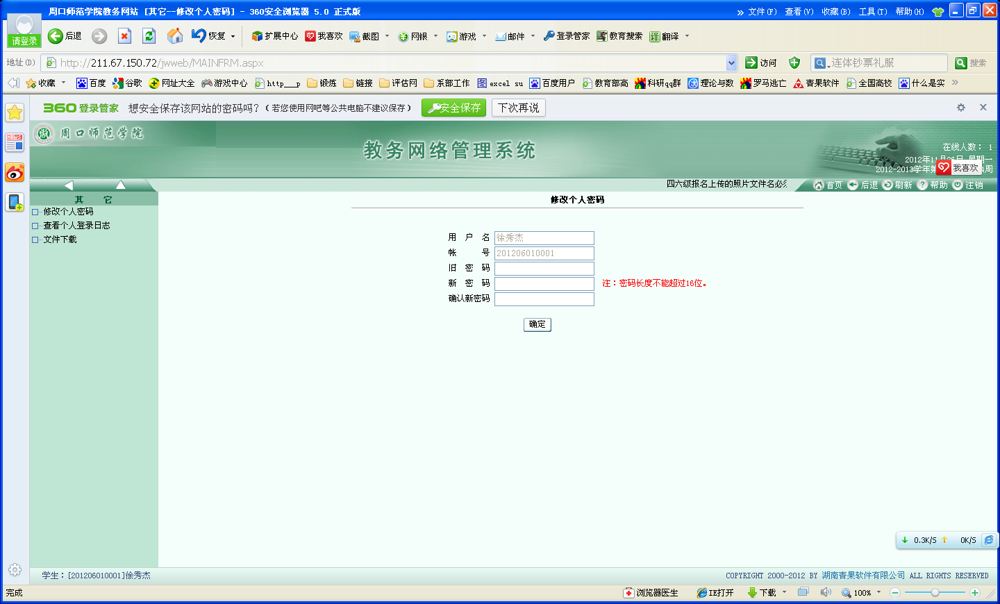 周口师范学院教务网站 [其它--修改个人密码] - 360安全浏览器 5.0 正式版
» 文件(F) 查看(V) 收藏(B) 工具(T) 帮助(H)
请登录 后退 恢复 扩展中心 我喜欢 截图 网银 游戏 邮件 登录管家 教育搜索 翻译
地址(D) http://211.67.150.72/jwweb/MAINFRM.aspx 访问 连体钞票礼服 搜索
收藏 百度 谷歌 网址大全 游戏中心 http___p 锻炼 链接 评估网 系部工作 excel su 百度用户 教育部高 科研qq群 理论与数 罗马逃亡 青果软件 全国高校 什么是实 »
360登录管家 想安全保存该网站的密码吗？（若您使用网吧等公共电脑不建议保存） 安全保存 下次再说
周口师范学院
教务网络管理系统
在线人数： 1
2012年11月26日 星期一
2012-2013学年第
周
我喜欢
四六级报名上传的照片文件名必须
首页 后退 刷新 帮助 注销
其 它
修改个人密码
查看个人登录日志
文件下载
修改个人密码
用 户 名 徐秀杰
帐 号 201206010001
旧 密 码
新 密 码 注：密码长度不能超过16位。
确认新密码
确定
0.3K/S 0K/S
学生：[201206010001]徐秀杰
COPYRIGHT 2000-2012 BY 湖南青果软件有限公司 ALL RIGHTS RESERVED
完成 浏览器医生 IE打开 下载 100%